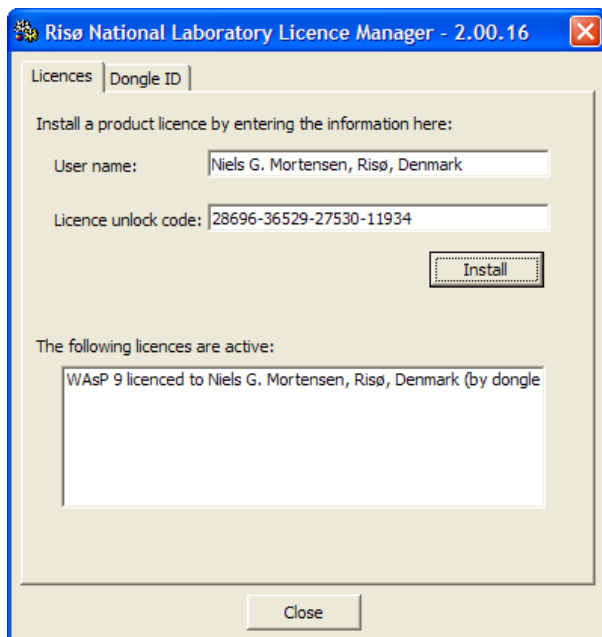 Risø National Laboratory Licence Manager - 2.00.16
Licences Dongle ID
Install a product licence by entering the information here:
User name: Niels G. Mortensen, Risø, Denmark
Licence unlock code: 28696-36529-27530-11934
Install
The following licences are active:
WAsP 9 licenced to Niels G. Mortensen, Risø, Denmark (by dongle
Close